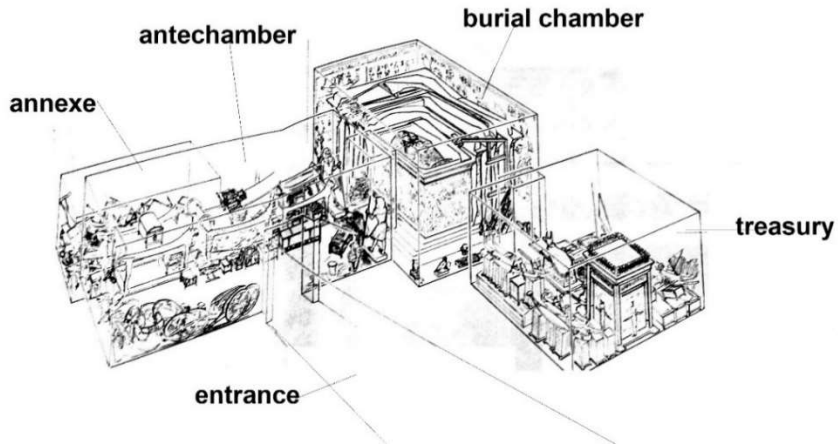 burial chamber
antechamber
annexe
treasury
entrance